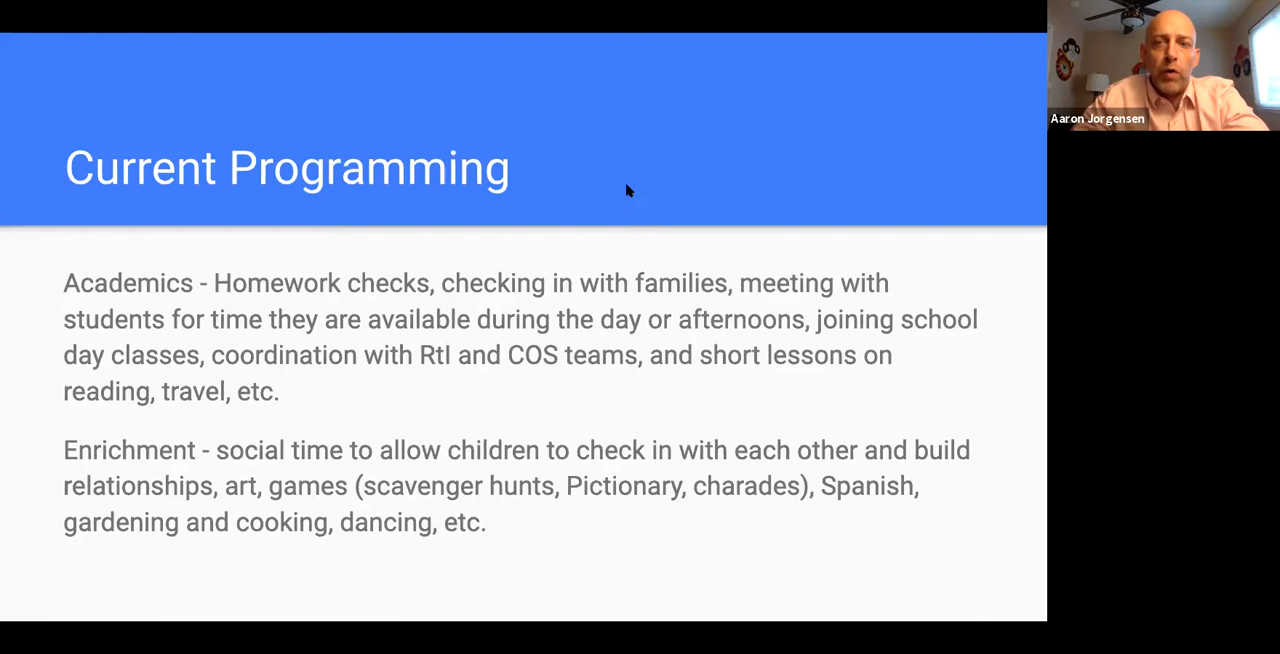 Current Programming
Aaron Jorgensen
Academics - Homework checks, checking in with families, meeting with
students for time they are available during the day or afternoons, joining school
day classes, coordination with RtI and COS teams, and short lessons on
reading, travel, etc.
Enrichment - social time to allow children to check in with each other and build
relationships, art, games (scavenger hunts, Pictionary, charades), Spanish,
gardening and cooking, dancing, etc.